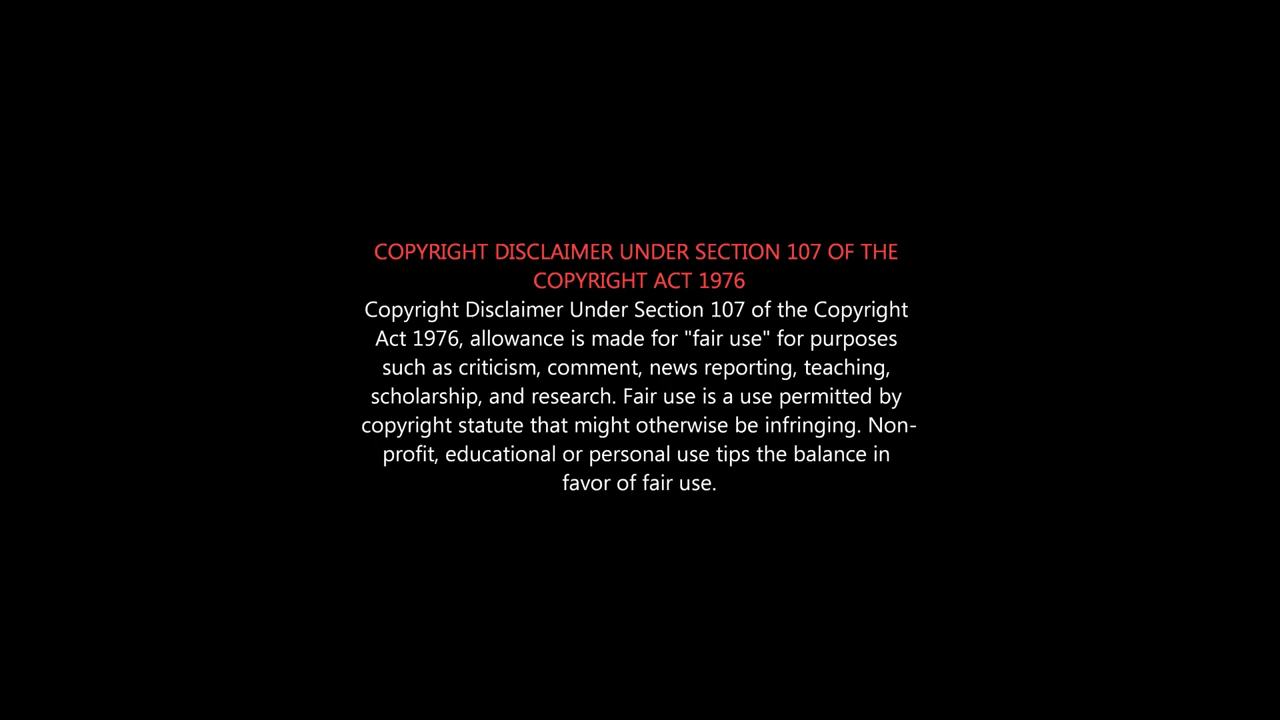 COPYRIGHT DISCLAIMER UNDER SECTION 107 OF THE
COPYRIGHT ACT 1976
Copyright Disclaimer Under Section 107 of the Copyright
Act 1976, allowance is made for "fair use" for purposes
such as criticism, comment, news reporting, teaching,
scholarship, and research. Fair use is a use permitted by
copyright statute that might otherwise be infringing. Non-
profit, educational or personal use tips the balance in
favor of fair use.